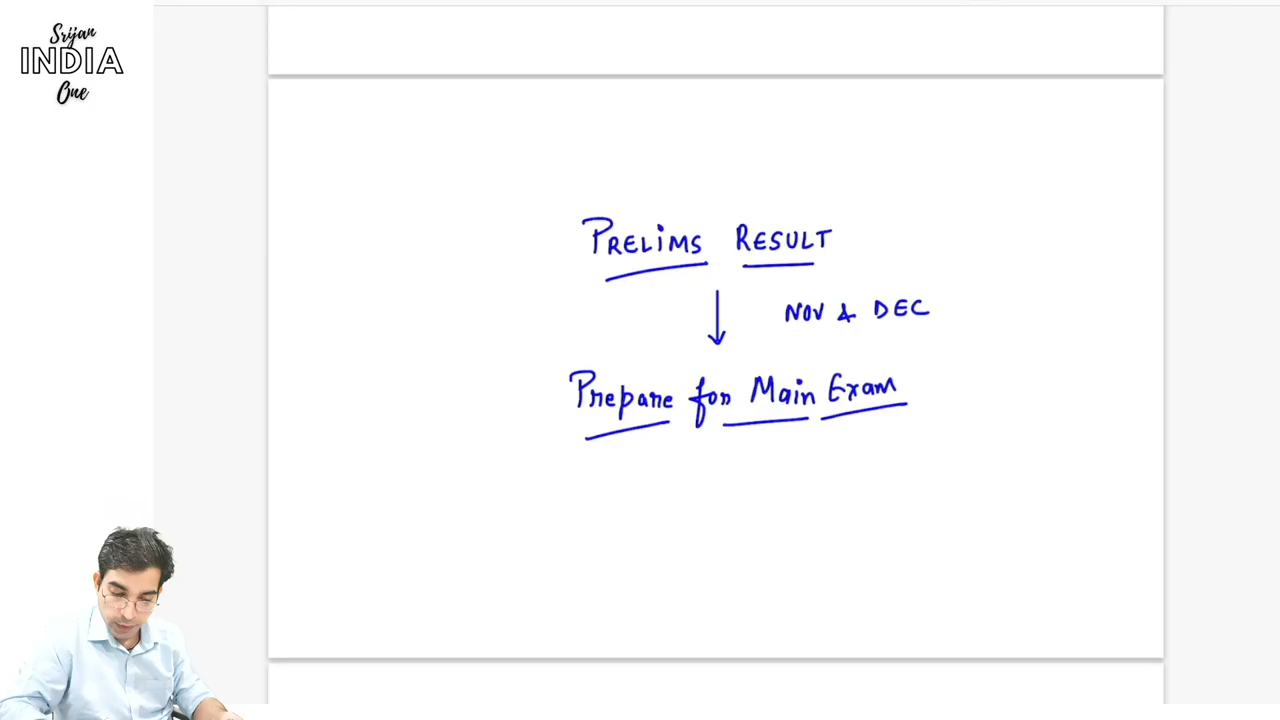 Srijan
INDIA
One
PRELIMS RESULT
NOV & DEC
Prepare for Main Exam